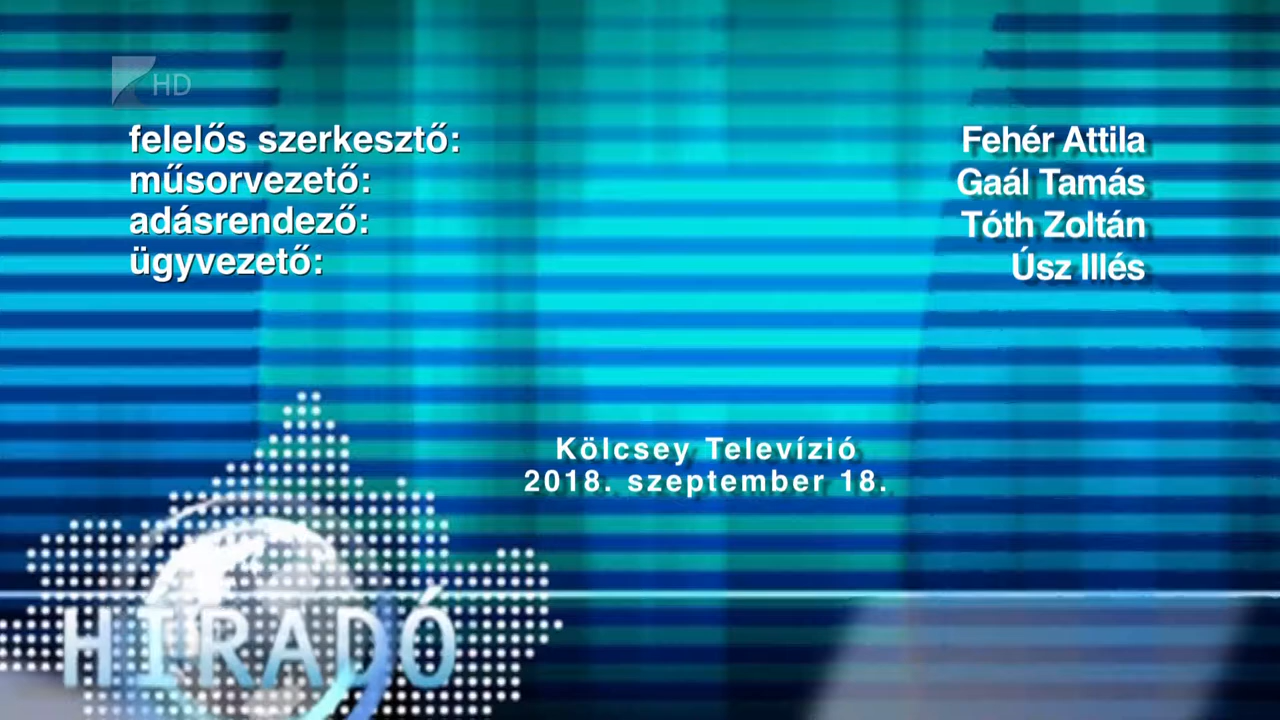 HD
felelős szerkesztő: Fehér Attila
műsorvezető: Gaál Tamás
adásrendező: Tóth Zoltán
ügyvezető: Úsz Illés
Kölcsey Televízió
2018. szeptember 18.
HÍRADÓ